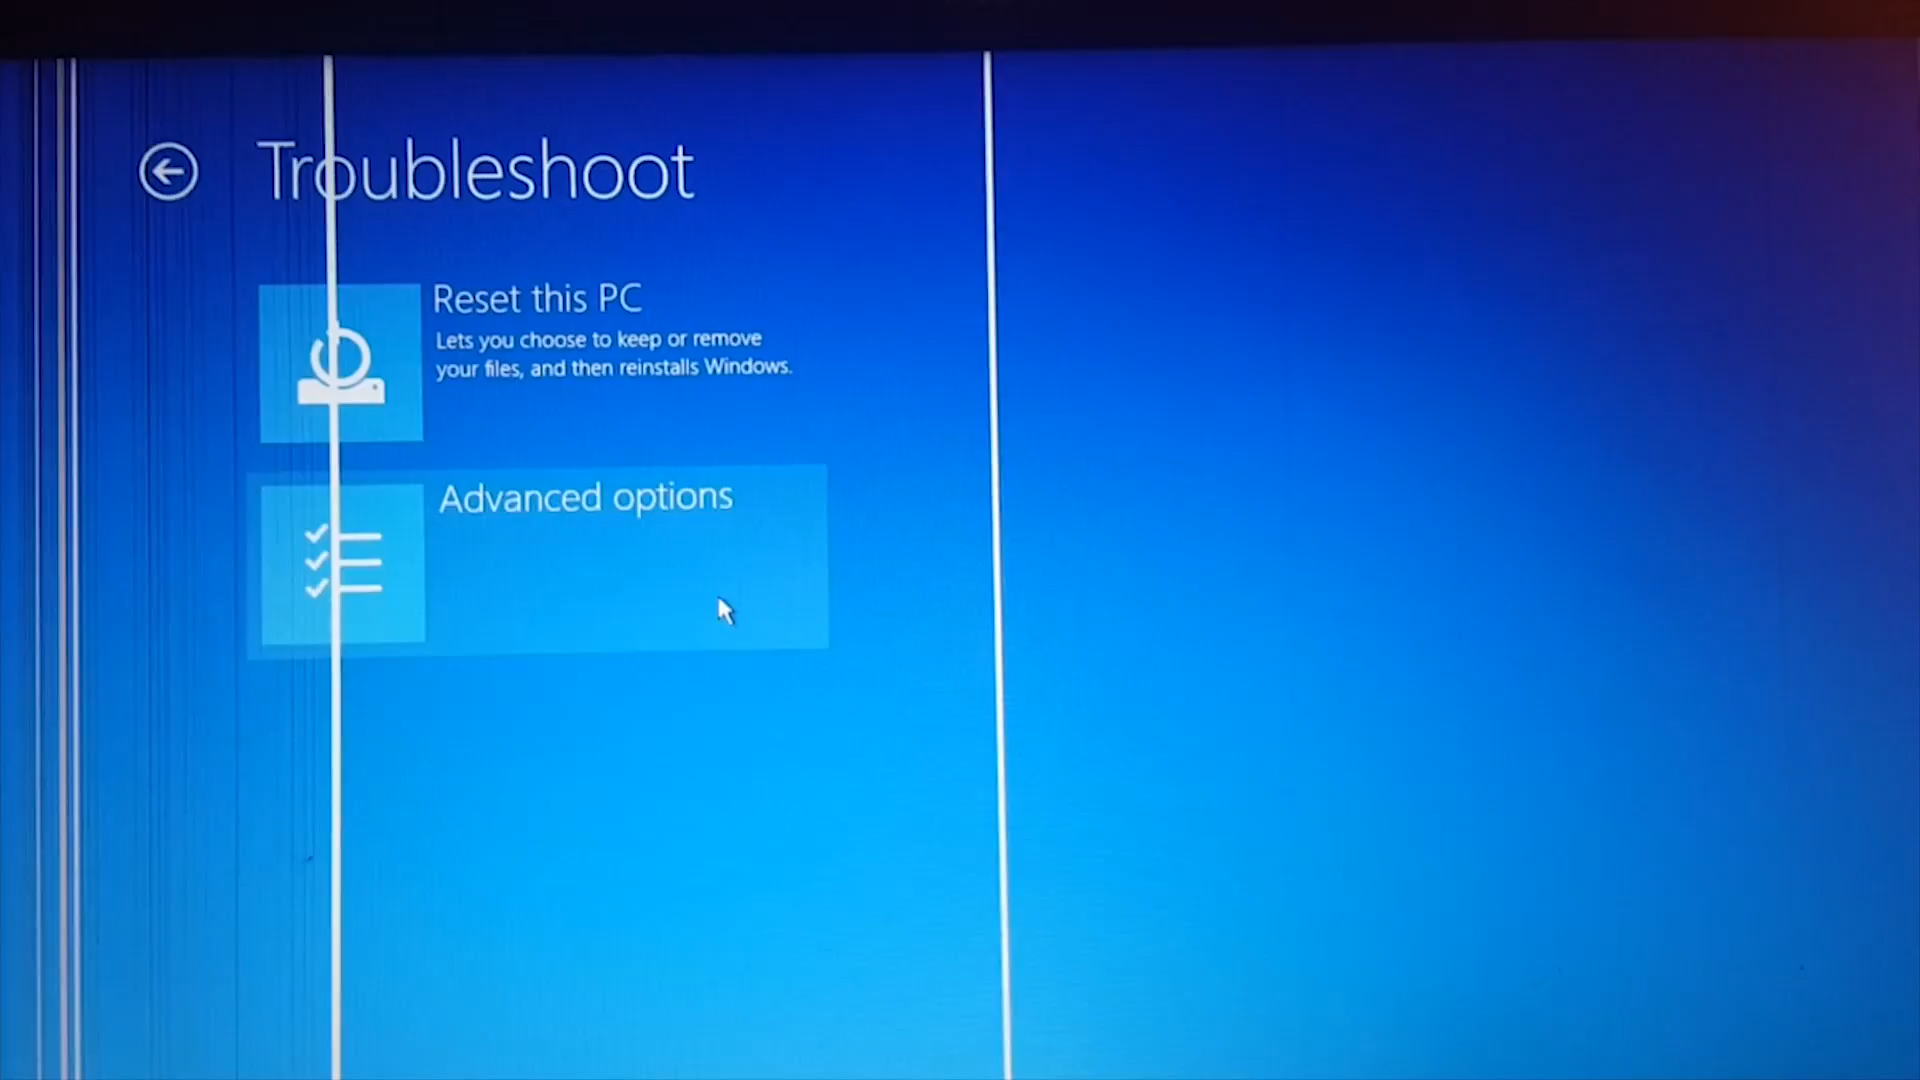 Troubleshoot
Reset this PC
Lets you choose to keep or remove
your files, and then reinstalls Windows.
Advanced options